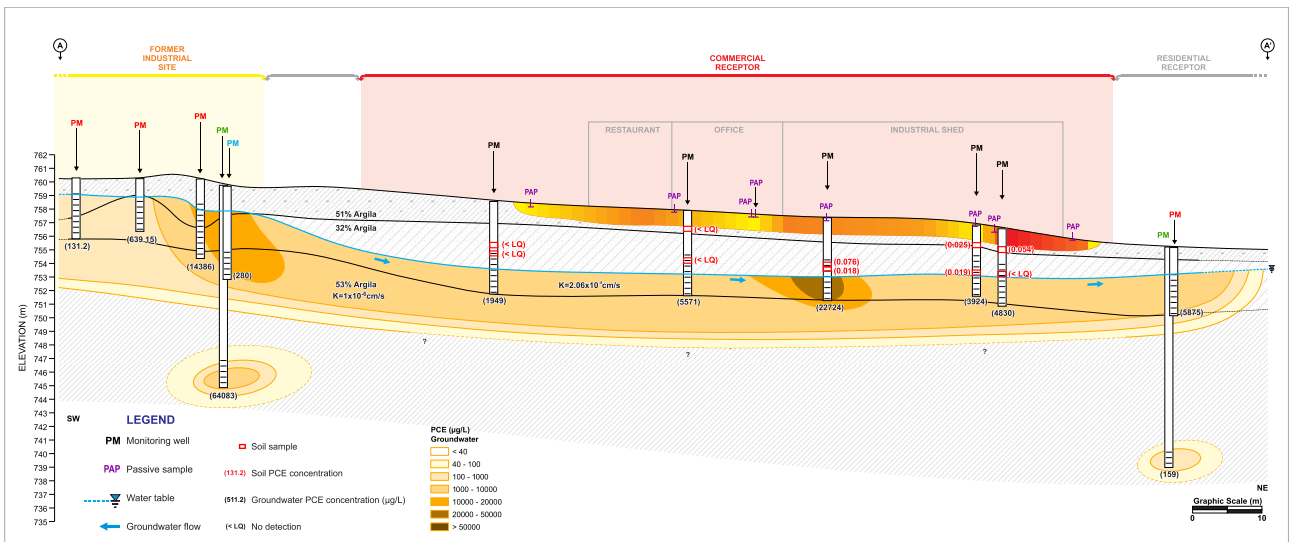 A
A'
FORMER
INDUSTRIAL
SITE
COMMERCIAL
RECEPTOR
RESIDENTIAL
RECEPTOR
PM
PM
PM
PM
PM
PM
PM
PM
PM
PM
PM
PM
RESTAURANT
OFFICE
INDUSTRIAL SHED
PAP
PAP
PAP
PAP
PAP
PAP
ELEVATION (m)
762
761
760
759
758
757
756
755
754
753
752
751
750
749
748
747
746
745
744
743
742
741
740
739
738
737
736
735
51% Argila
32% Argila
53% Argila
K=2.06x10
cm/s
(131.2)
(639.15)
(14386)
(280)
(64083)
(< LQ)
(< LQ)
(1949)
(< LQ)
(< LQ)
(5571)
(0.076)
(0.018)
(22724)
(0.025)
(0.019)
(3924)
(0.054)
(< LQ)
(4830)
(5875)
(159)
?
?
?
SW
NE
LEGEND
PM Monitoring well
PAP Passive sample
Water table
Groundwater flow
Soil sample
(131.2) Soil PCE concentration
(511.2) Groundwater PCE concentration (µg/L)
(< LQ) No detection
PCE (µg/L)
Groundwater
< 40
40 - 100
100 - 1000
1000 - 10000
10000 - 20000
20000 - 50000
> 50000
Graphic Scale (m)
0 10